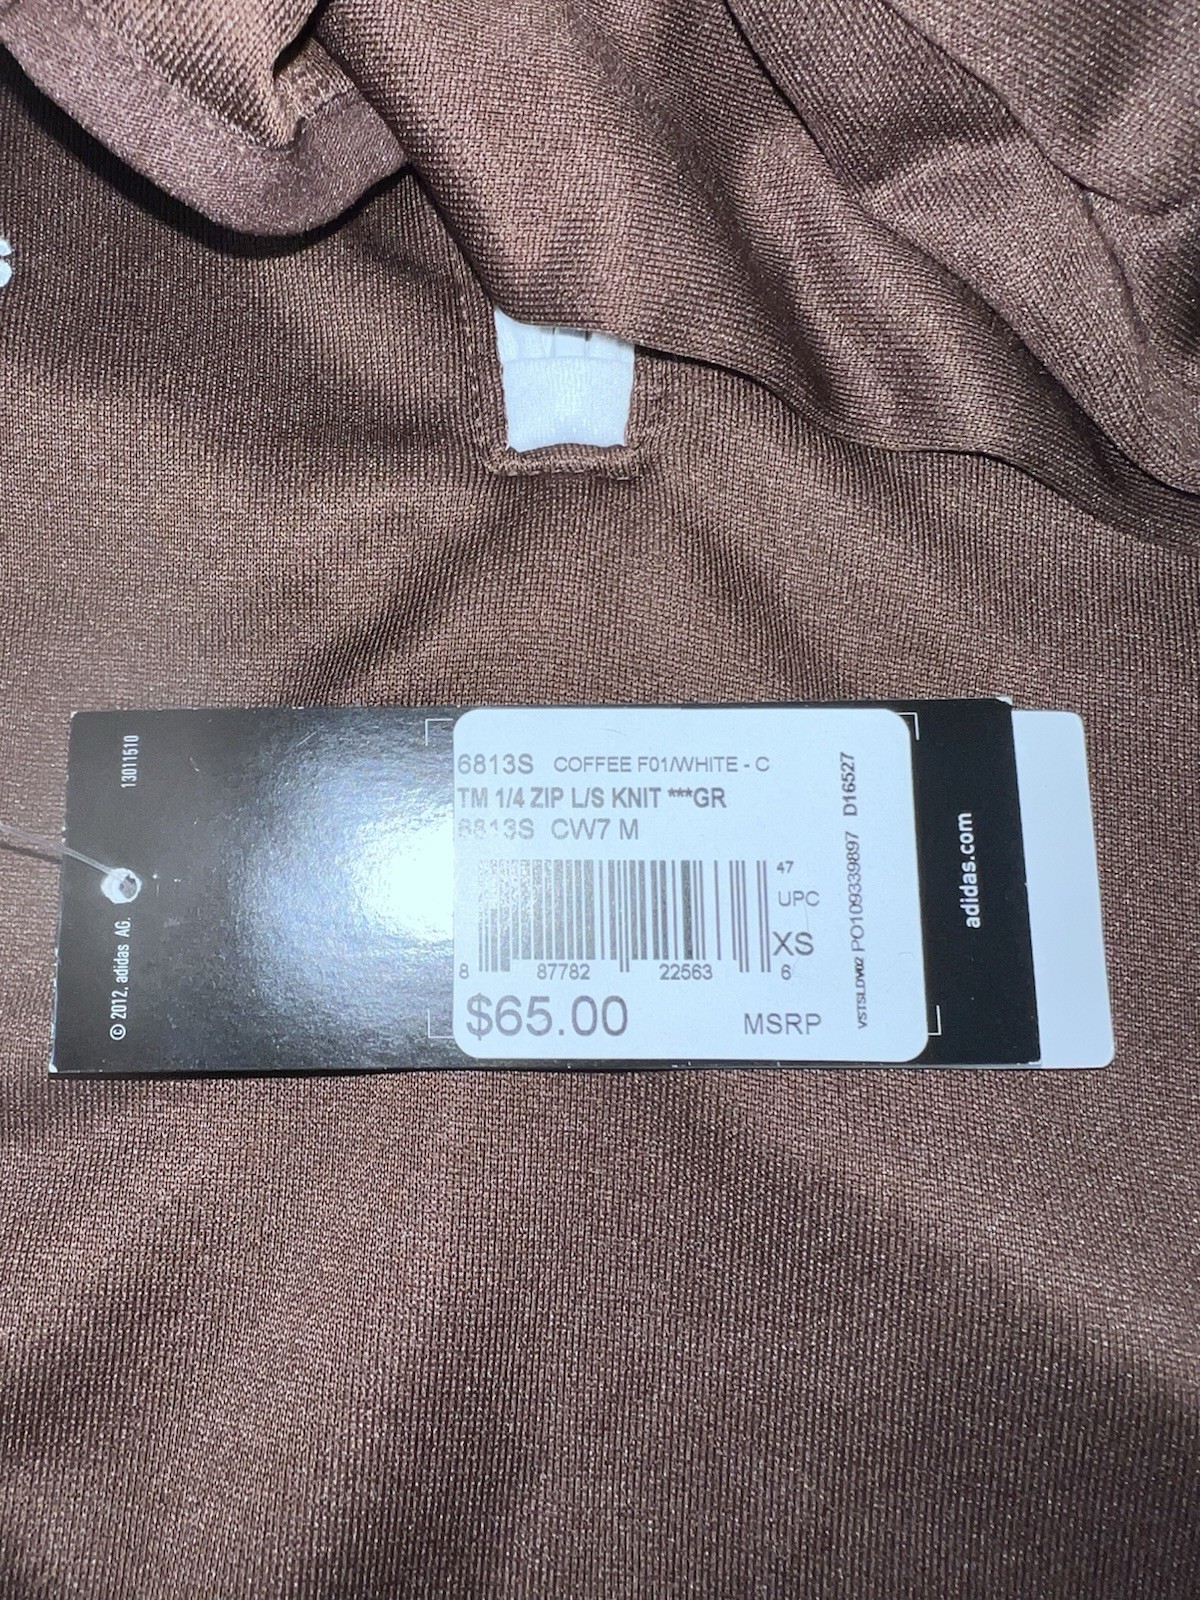 13011510
© 2012. adidas AG.
6813S COFFEE F01/WHITE - C
TM 1/4 ZIP L/S KNIT ***GR
6813S CW7 M
47
UPC
XS
8 87782 22563 6
$65.00 MSRP
VSTSLDW02 PO109339897 D16527
adidas.com